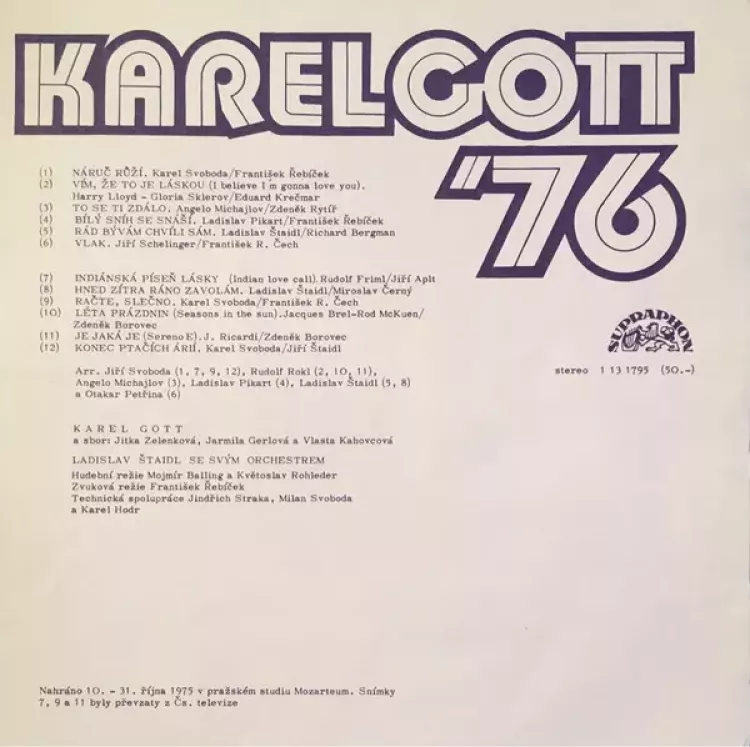 KAREL GOTT
'76
(1) NÁRUČ RŮŽÍ. Karel Svoboda/František Řebíček
(2) VÍM, ŽE TO JE LÁSKOU (I believe I´m gonna love you).
Harry Lloyd - Gloria Sklerov/Eduard Krečmar
(3) TO SE TI ZDÁLO. Angelo Michajlov/Zdeněk Rytíř
(4) BÍLÝ SNÍH SE SNÁŠÍ. Ladislav Pikart/František Řebíček
(5) RÁD BÝVÁM CHVÍLI SÁM. Ladislav Štaidl/Richard Bergman
(6) VLAK. Jiří Schelinger/František R. Čech
(7) INDIÁNSKÁ PÍSEŇ LÁSKY (Indian love call). Rudolf Friml/Jiří Aplt
(8) HNED ZÍTRA RÁNO ZAVOLÁM. Ladislav Štaidl/Miroslav Černý
(9) RAČTE, SLEČNO. Karel Svoboda/František R. Čech
(10) LÉTA PRÁZDNIN (Seasons in the sun). Jacques Brel-Rod McKuen/
Zdeněk Borovec
(11) JE JAKÁ JE (Sereno E). J. Ricardi/Zdeněk Borovec
(12) KONEC PTAČÍCH ÁRIÍ. Karel Svoboda/Jiří Štaidl
SUPRAPHON
stereo 1 13 1795 (50.-)
Arr. Jiří Svoboda (1, 7, 9, 12), Rudolf Rokl (2, 10, 11),
Angelo Michajlov (3), Ladislav Pikart (4), Ladislav Štaidl (5, 8)
a Otakar Petřina (6)
KAREL GOTT
a sbor: Jitka Zelenková, Jarmila Gerlová a Vlasta Kahovcová
LADISLAV ŠTAIDL SE SVÝM ORCHESTREM
Hudební režie Mojmír Balling a Květoslav Rohleder
Zvuková režie František Řebíček
Technická spolupráce Jindřich Straka, Milan Svoboda
a Karel Hodr
Nahráno 10. - 31. října 1975 v pražském studiu Mozarteum. Snímky
7, 9 a 11 byly převzaty z Čs. televize